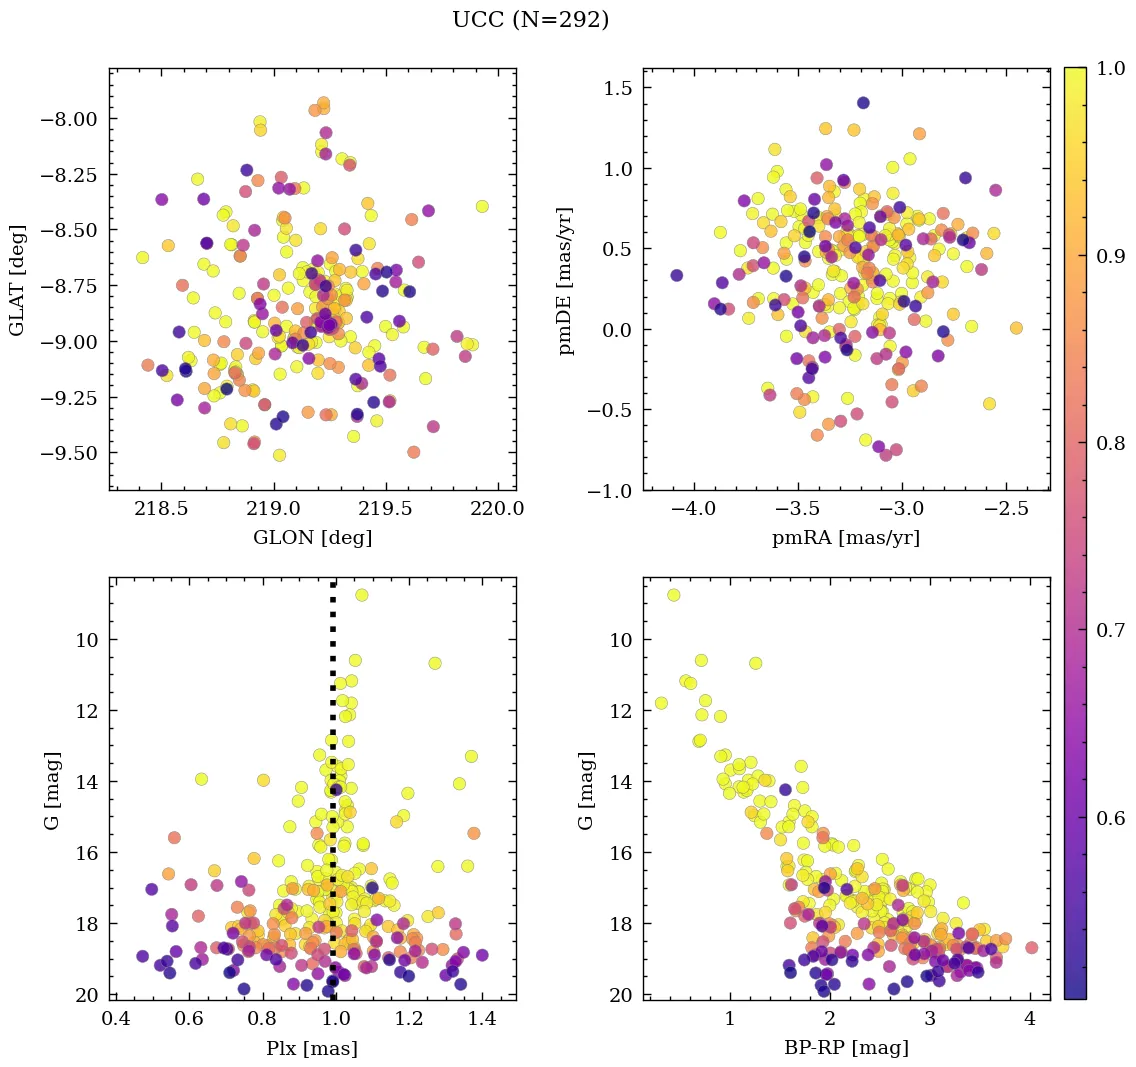 UCC (N=292)
−8.00
−8.25
−8.50
−8.75
−9.00
−9.25
−9.50
GLAT [deg]
218.5 219.0 219.5 220.0
GLON [deg]
1.5
1.0
0.5
0.0
−0.5
−1.0
pmDE [mas/yr]
−4.0 −3.5 −3.0 −2.5
pmRA [mas/yr]
1.0
0.9
0.8
0.7
0.6
10
12
14
16
18
20
G [mag]
0.4 0.6 0.8 1.0 1.2 1.4
Plx [mas]
10
12
14
16
18
20
G [mag]
1 2 3 4
BP-RP [mag]